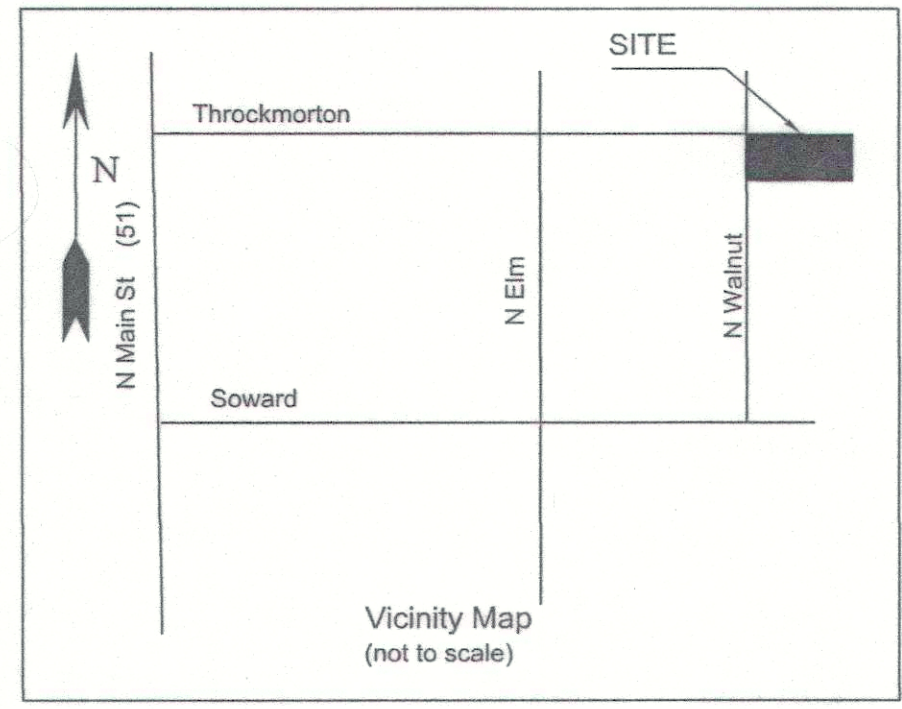 SITE
Throckmorton
N
N Main St (51)
N Elm
N Walnut
Soward
Vicinity Map
(not to scale)